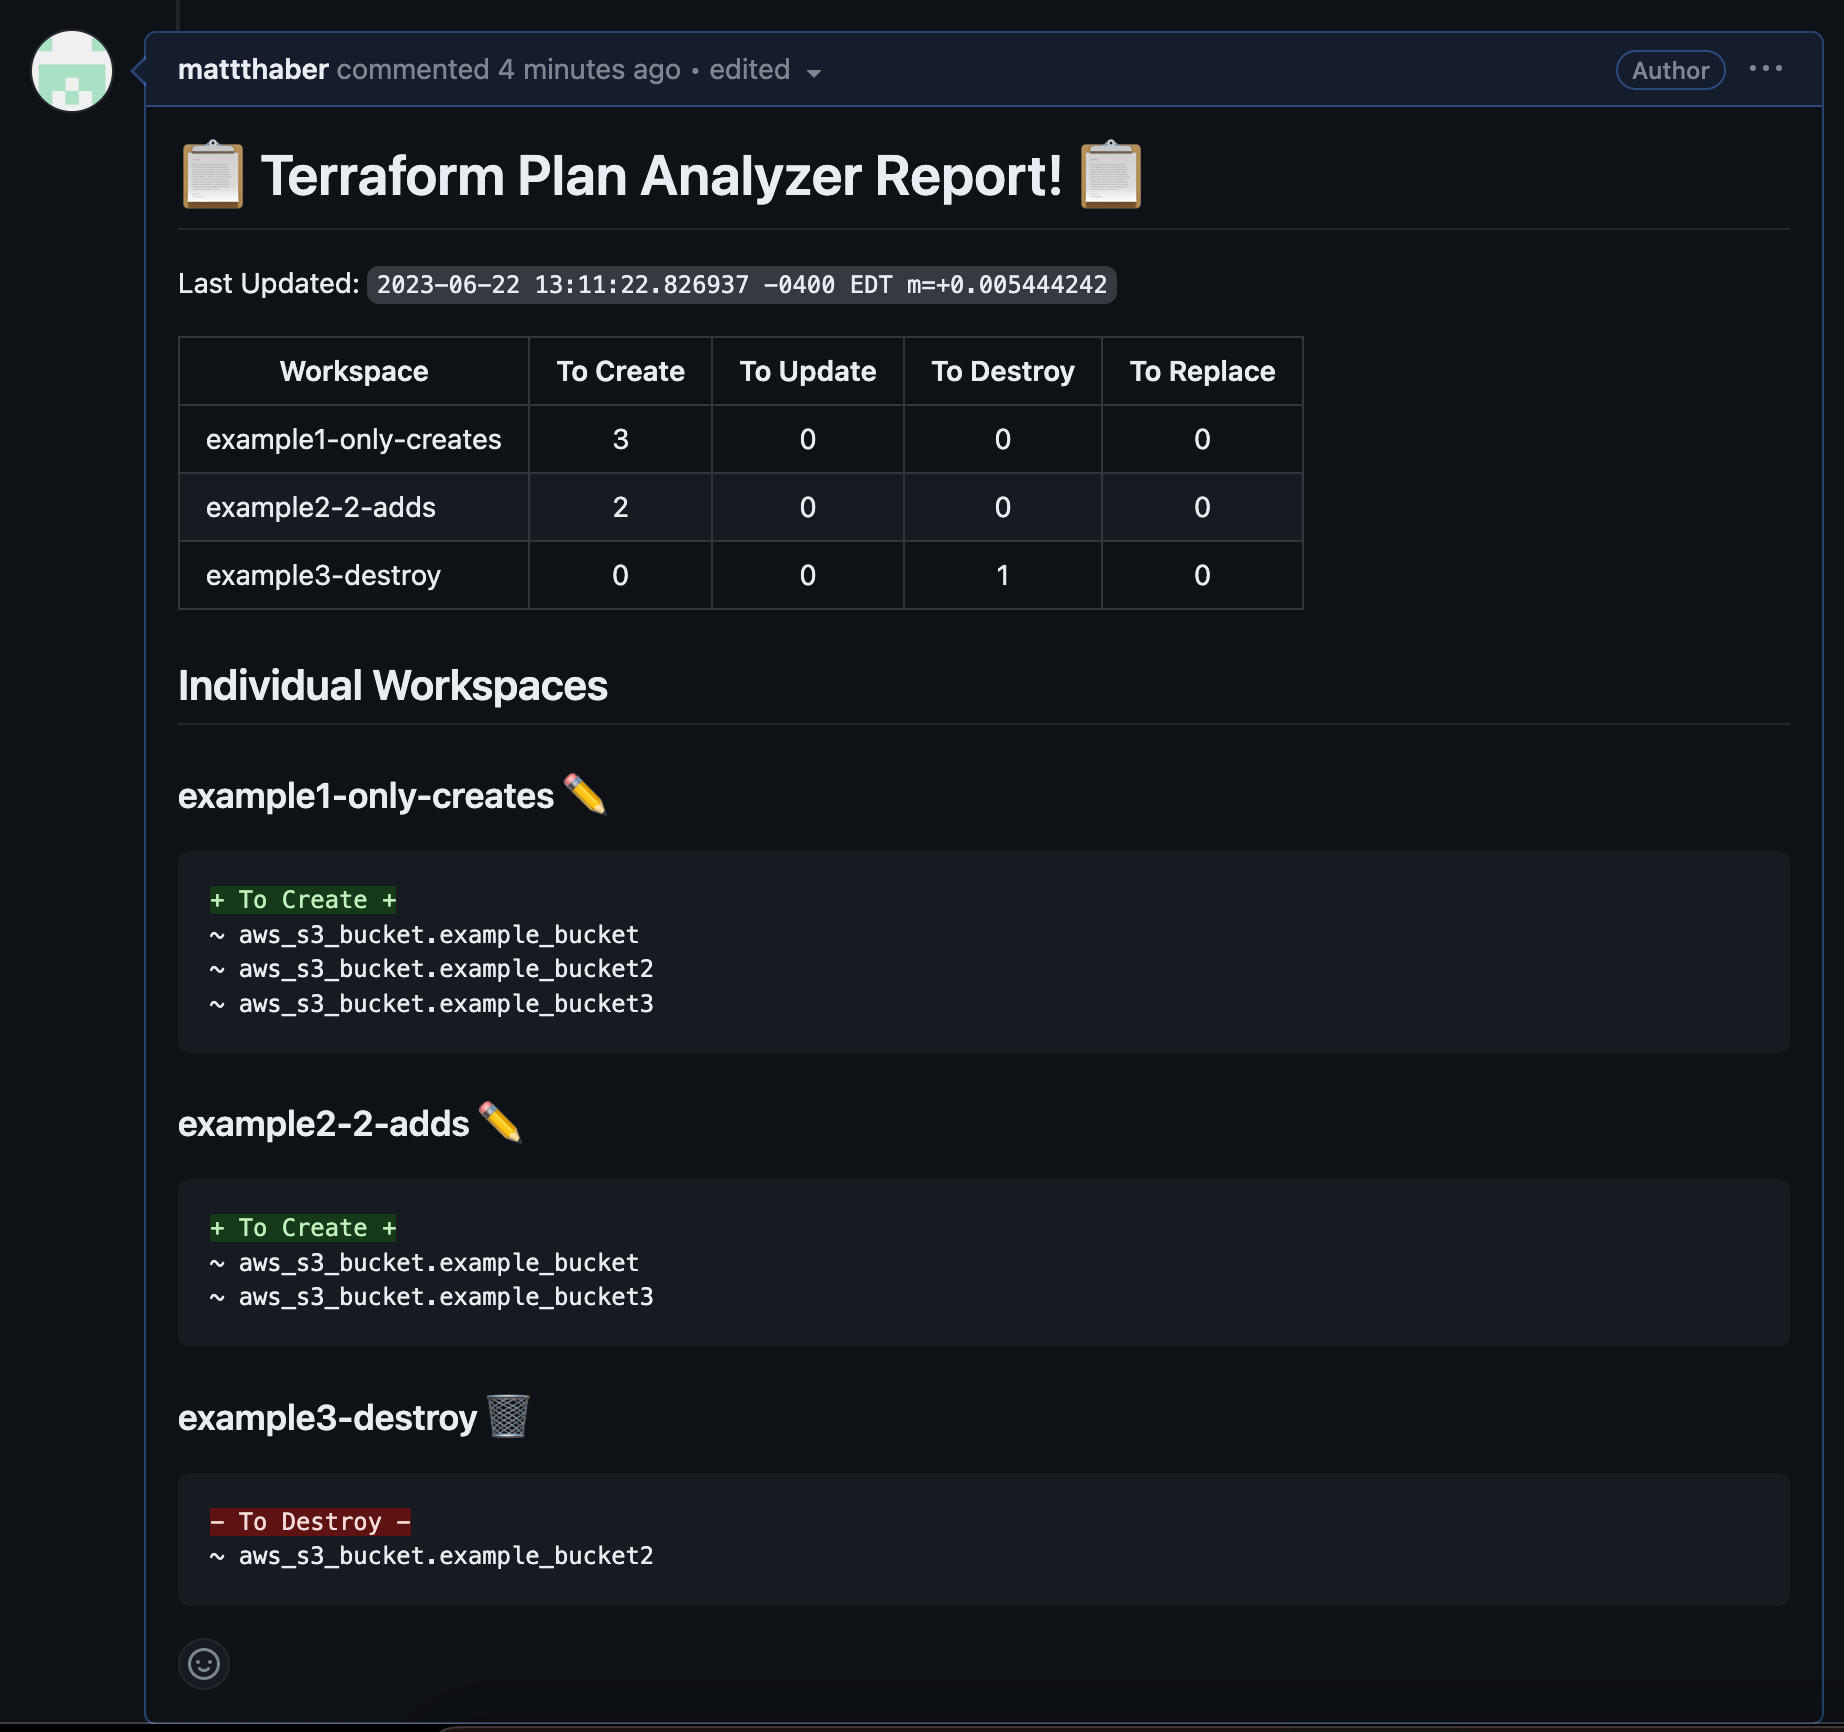 mattthaber commented 4 minutes ago • edited
Author
Terraform Plan Analyzer Report!
Last Updated: 2023-06-22 13:11:22.826937 -0400 EDT m=+0.005444242
Workspace To Create To Update To Destroy To Replace
example1-only-creates 3 0 0 0
example2-2-adds 2 0 0 0
example3-destroy 0 0 1 0
Individual Workspaces
example1-only-creates
+ To Create +
~ aws_s3_bucket.example_bucket
~ aws_s3_bucket.example_bucket2
~ aws_s3_bucket.example_bucket3
example2-2-adds
+ To Create +
~ aws_s3_bucket.example_bucket
~ aws_s3_bucket.example_bucket3
example3-destroy
- To Destroy -
~ aws_s3_bucket.example_bucket2